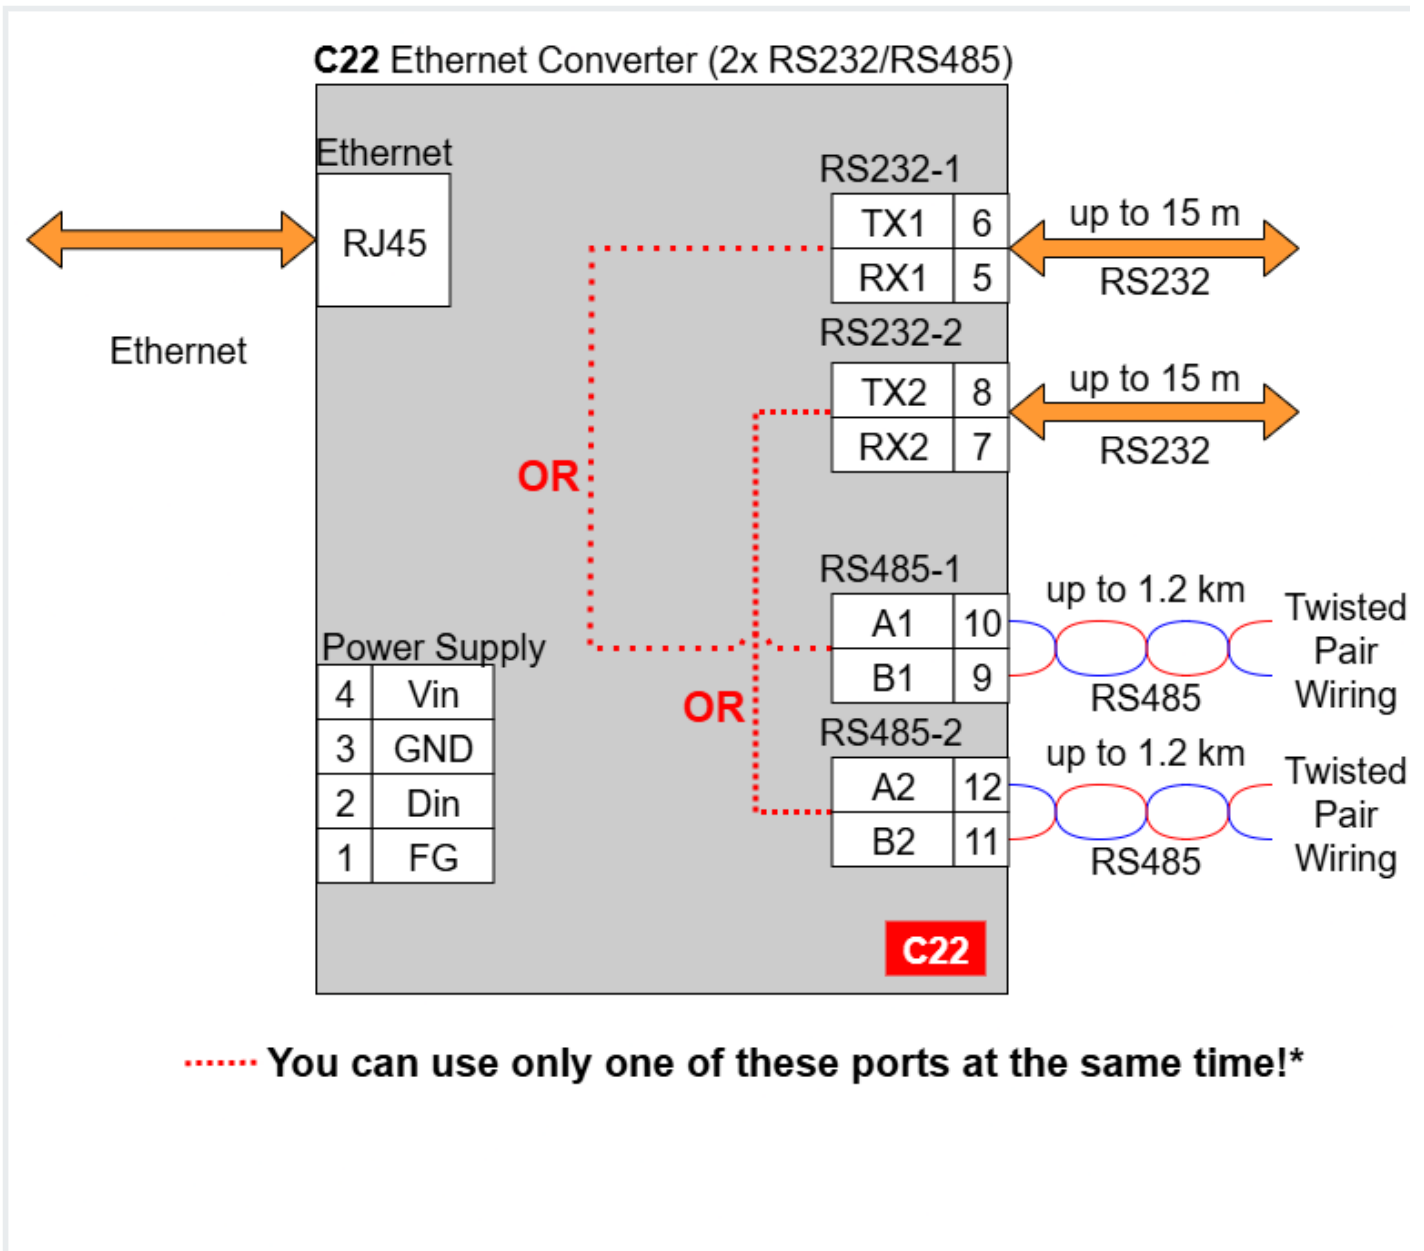 C22 Ethernet Converter (2x RS232/RS485)
Ethernet
RJ45
Ethernet
RS232-1
TX1 6
RX1 5
up to 15 m
RS232
RS232-2
TX2 8
RX2 7
up to 15 m
RS232
OR
RS485-1
A1 10
B1 9
up to 1.2 km
RS485
Twisted
Pair
Wiring
Power Supply
4 Vin
3 GND
2 Din
1 FG
OR
RS485-2
A2 12
B2 11
up to 1.2 km
RS485
Twisted
Pair
Wiring
C22
You can use only one of these ports at the same time!*